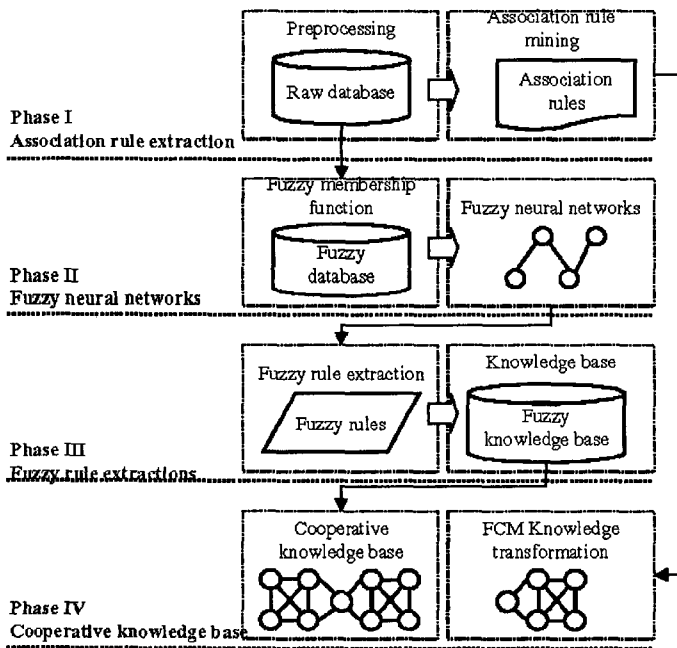 Preprocessing
Raw database
Association rule
mining
Association
rules
Phase I
Association rule extraction
Fuzzy membership
function
Fuzzy
database
Fuzzy neural networks
Phase II
Fuzzy neural networks
Fuzzy rule extraction
Fuzzy rules
Knowledge base
Fuzzy
knowledge base
Phase III
Fuzzy rule extractions
Cooperative
knowledge base
FCM Knowledge
transformation
Phase IV
Cooperative knowledge base